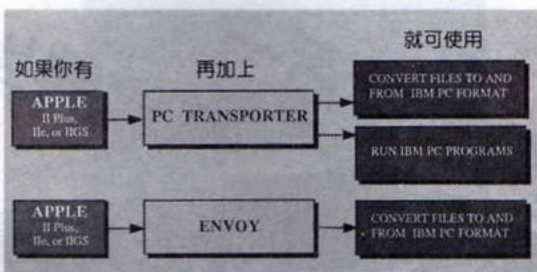 如果你有
再加上
就可使用
APPLE
II Plus,
IIe, or IIGS
PC TRANSPORTER
CONVERT FILES TO AND
FROM IBM PC FORMAT
RUN IBM PC PROGRAMS
APPLE
II Plus,
IIe, or IIGS
ENVOY
CONVERT FILES TO AND
FROM IBM PC FORMAT